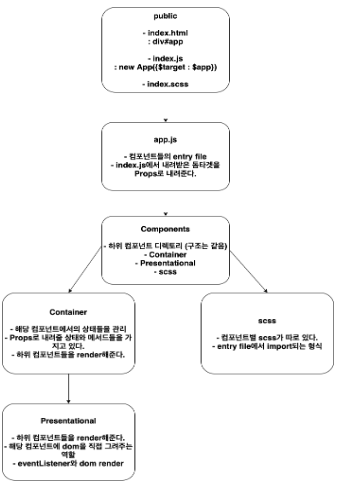 public
- index.html
: div#app
- index.js
: new App({$target : $app})
- index.scss
app.js
- 컴포넌트들의 entry file
- index.js에서 내려받은 돔타겟을
Props로 내려준다.
Components
- 하위 컴포넌트 디렉토리 (구조는 같음)
- Container
- Presentational
- scss
Container
- 해당 컴포넌트에서의 상태들을 관리
- Props로 내려줄 상태와 메서드들을 가
지고 있다.
- 하위 컴포넌트들을 render해준다.
scss
- 컴포넌트별 scss가 따로 있다.
- entry file에서 import되는 형식
Presentational
- 하위 컴포넌트들을 render해준다.
- 해당 컴포넌트에 dom을 직접 그려주는
역할
- eventListener와 dom render